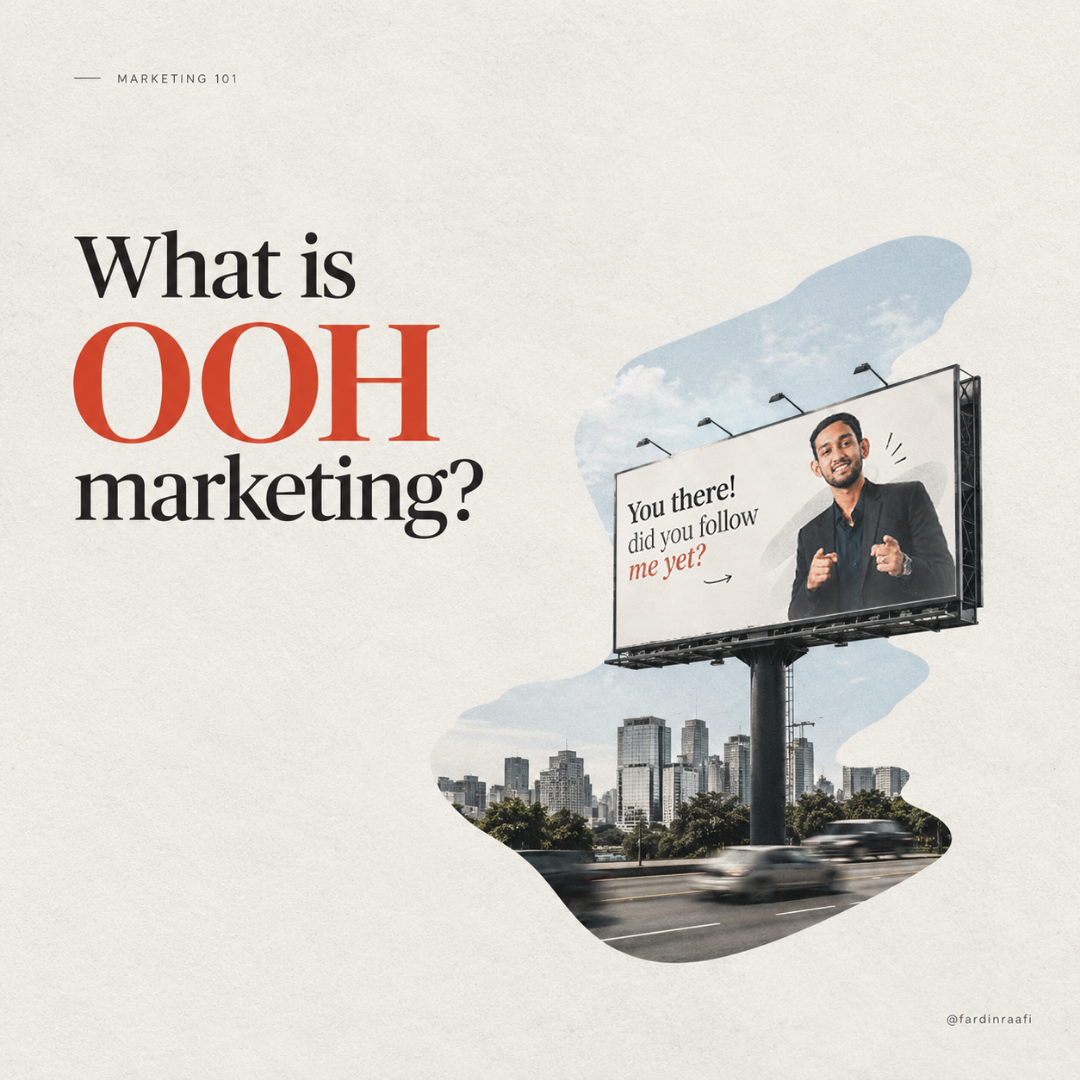 MARKETING 101
What is
OOH
marketing?
You there!
did you follow
me yet?
@fardinraafi